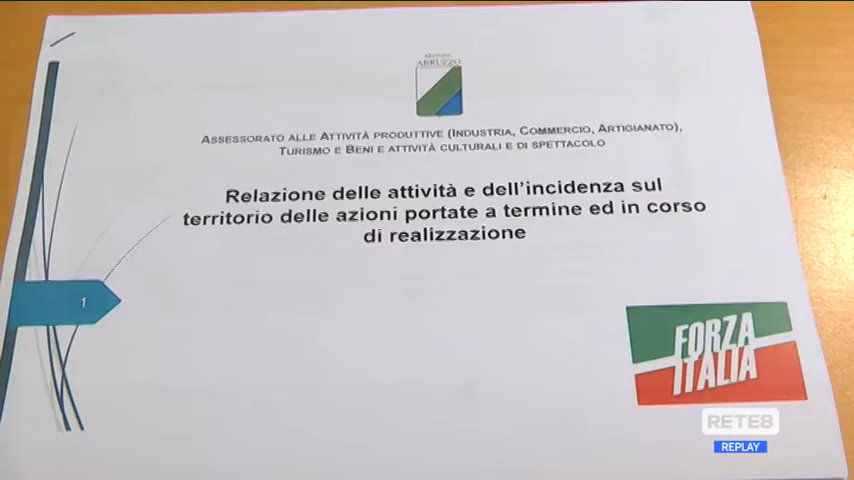 REGIONE
ABRUZZO
ASSESSORATO ALLE ATTIVITÀ PRODUTTIVE (INDUSTRIA, COMMERCIO, ARTIGIANATO),
TURISMO E BENI E ATTIVITÀ CULTURALI E DI SPETTACOLO
Relazione delle attività e dell'incidenza sul
territorio delle azioni portate a termine ed in corso
di realizzazione
1
FORZA
ITALIA
RETE8
REPLAY